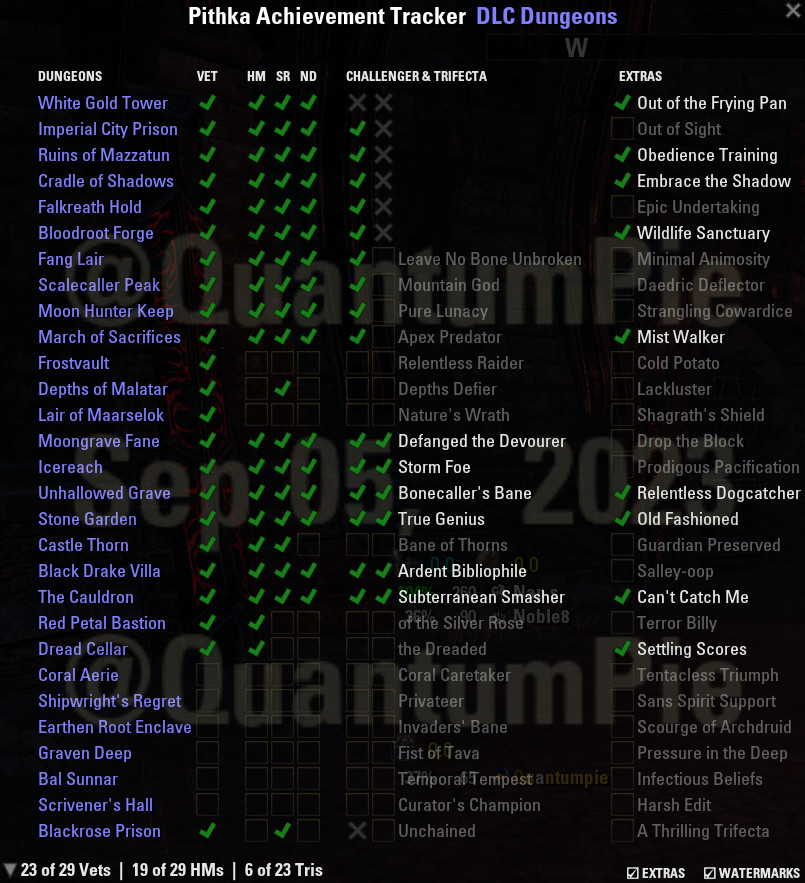 Pithka Achievement Tracker DLC Dungeons
W
DUNGEONS VET HM SR ND CHALLENGER & TRIFECTA EXTRAS
White Gold Tower Out of the Frying Pan
Imperial City Prison Out of Sight
Ruins of Mazzatun Obedience Training
Cradle of Shadows Embrace the Shadow
Falkreath Hold Epic Undertaking
Bloodroot Forge Wildlife Sanctuary
@QuantumPie
Fang Lair Leave No Bone Unbroken Minimal Animosity
Scalecaller Peak Mountain God Daedric Deflector
Moon Hunter Keep Pure Lunacy Strangling Cowardice
March of Sacrifices Apex Predator Mist Walker
Frostvault Relentless Raider Cold Potato
Depths of Malatar Depths Defier Lackluster
Lair of Maarselok Nature's Wrath Shagrath's Shield
Moongrave Fane Defanged the Devourer Drop the Block
Icereach Storm Foe Prodigous Pacification
Sep 05, 2023
Unhallowed Grave Bonecaller's Bane Relentless Dogcatcher
Stone Garden True Genius Old Fashioned
Castle Thorn Bane of Thorns Guardian Preserved
Black Drake Villa Ardent Bibliophile Salley-oop
The Cauldron Subterranean Smasher Can't Catch Me
36% 90 Noble8
Red Petal Bastion of the Silver Rose Terror Billy
Dread Cellar the Dreaded Settling Scores
@QuantumPie
Coral Aerie Coral Caretaker Tentacless Triumph
Shipwright's Regret Privateer Sans Spirit Support
Earthen Root Enclave Invaders' Bane Scourge of Archdruid
Graven Deep Fist of Tava Pressure in the Deep
Bal Sunnar Temporal Tempest Infectious Beliefs
Quantumpie
Scrivener's Hall Curator's Champion Harsh Edit
Blackrose Prison Unchained A Thrilling Trifecta
23 of 29 Vets | 19 of 29 HMs | 6 of 23 Tris EXTRAS WATERMARKS